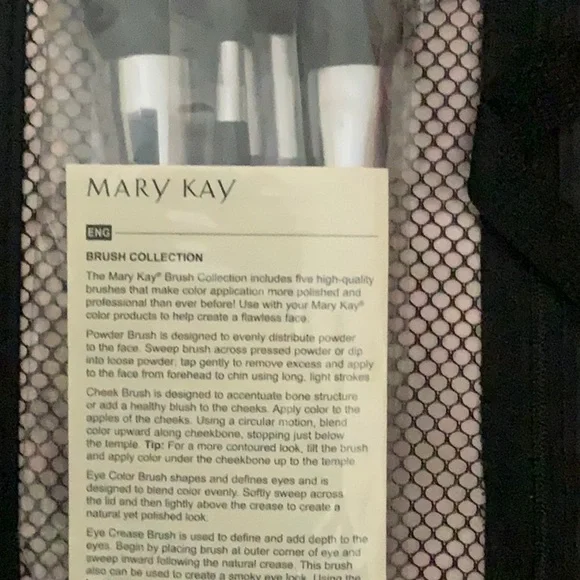 MARY KAY
ENG
BRUSH COLLECTION
The Mary Kay® Brush Collection includes five high-quality
brushes that make color application more polished and
professional than ever before! Use with your Mary Kay®
color products to help create a flawless face.
Powder Brush is designed to evenly distribute powder
to the face. Sweep brush across pressed powder or dip
into loose powder, tap gently to remove excess and apply
to the face from forehead to chin using long, light strokes.
Cheek Brush is designed to accentuate bone structure
or add a healthy blush to the cheeks. Apply color to the
apples of the cheeks. Using a circular motion, blend
color upward along cheekbone, stopping just below
the temple. Tip: For a more contoured look, tilt the brush
and apply color under the cheekbone up to the temple.
Eye Color Brush shapes and defines eyes and is
designed to blend color evenly. Softly sweep across
the lid and then lightly above the crease to create a
natural yet polished look.
Eye Crease Brush is used to define and add depth to the
eyes. Begin by placing brush at outer corner of eye and
sweep inward following the natural crease. This brush
also can be used to create a smoky eye look. Using the